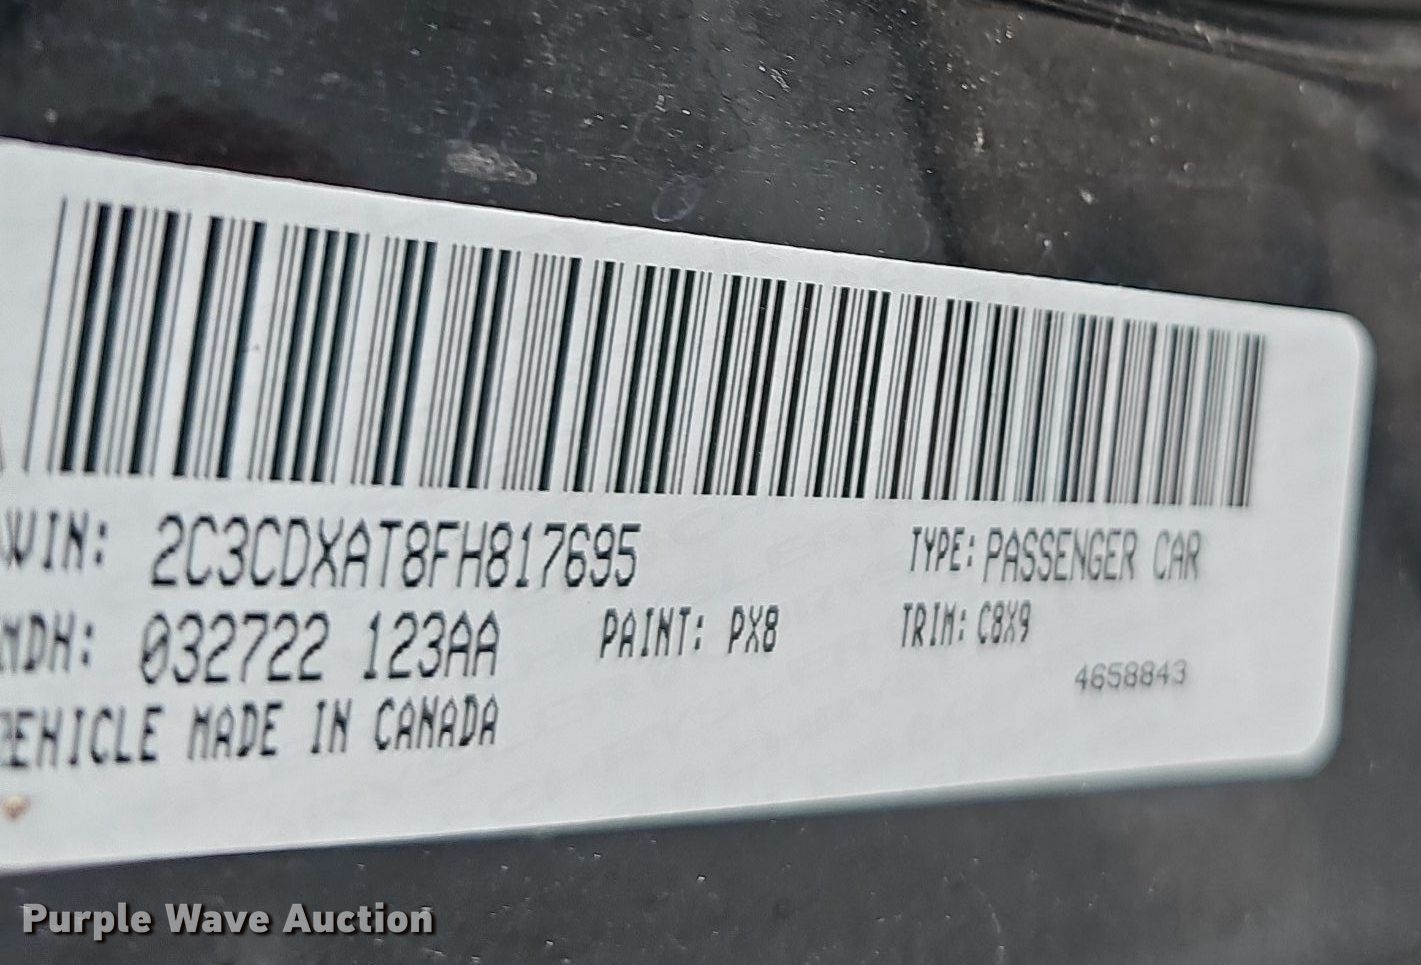 VIN: 2C3CDXAT8FH817695 TYPE: PASSENGER CAR
MDH: 032722 123AA PAINT: PX8 TRIM: C8X9
4658843
VEHICLE MADE IN CANADA
Purple Wave Auction